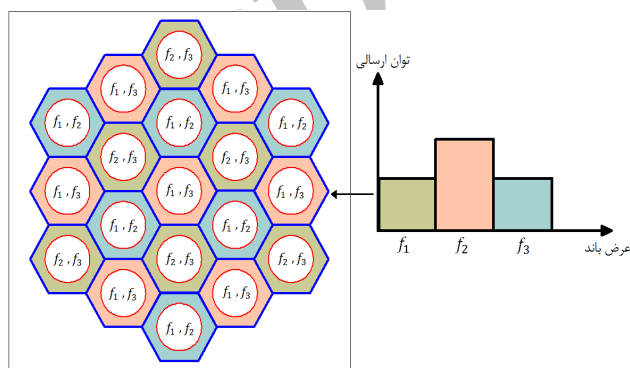 f₂ , f₃
f₁ , f₃
f₁ , f₃
f₁ , f₂
f₁ , f₂
f₁ , f₂
f₂ , f₃
f₂ , f₃
f₁ , f₃
f₁ , f₃
f₁ , f₃
f₁ , f₂
f₁ , f₂
f₂ , f₃
f₂ , f₃
f₂ , f₃
f₁ , f₃
f₁ , f₃
f₁ , f₂
توان ارسالی
f₁ f₂ f₃
عرض باند